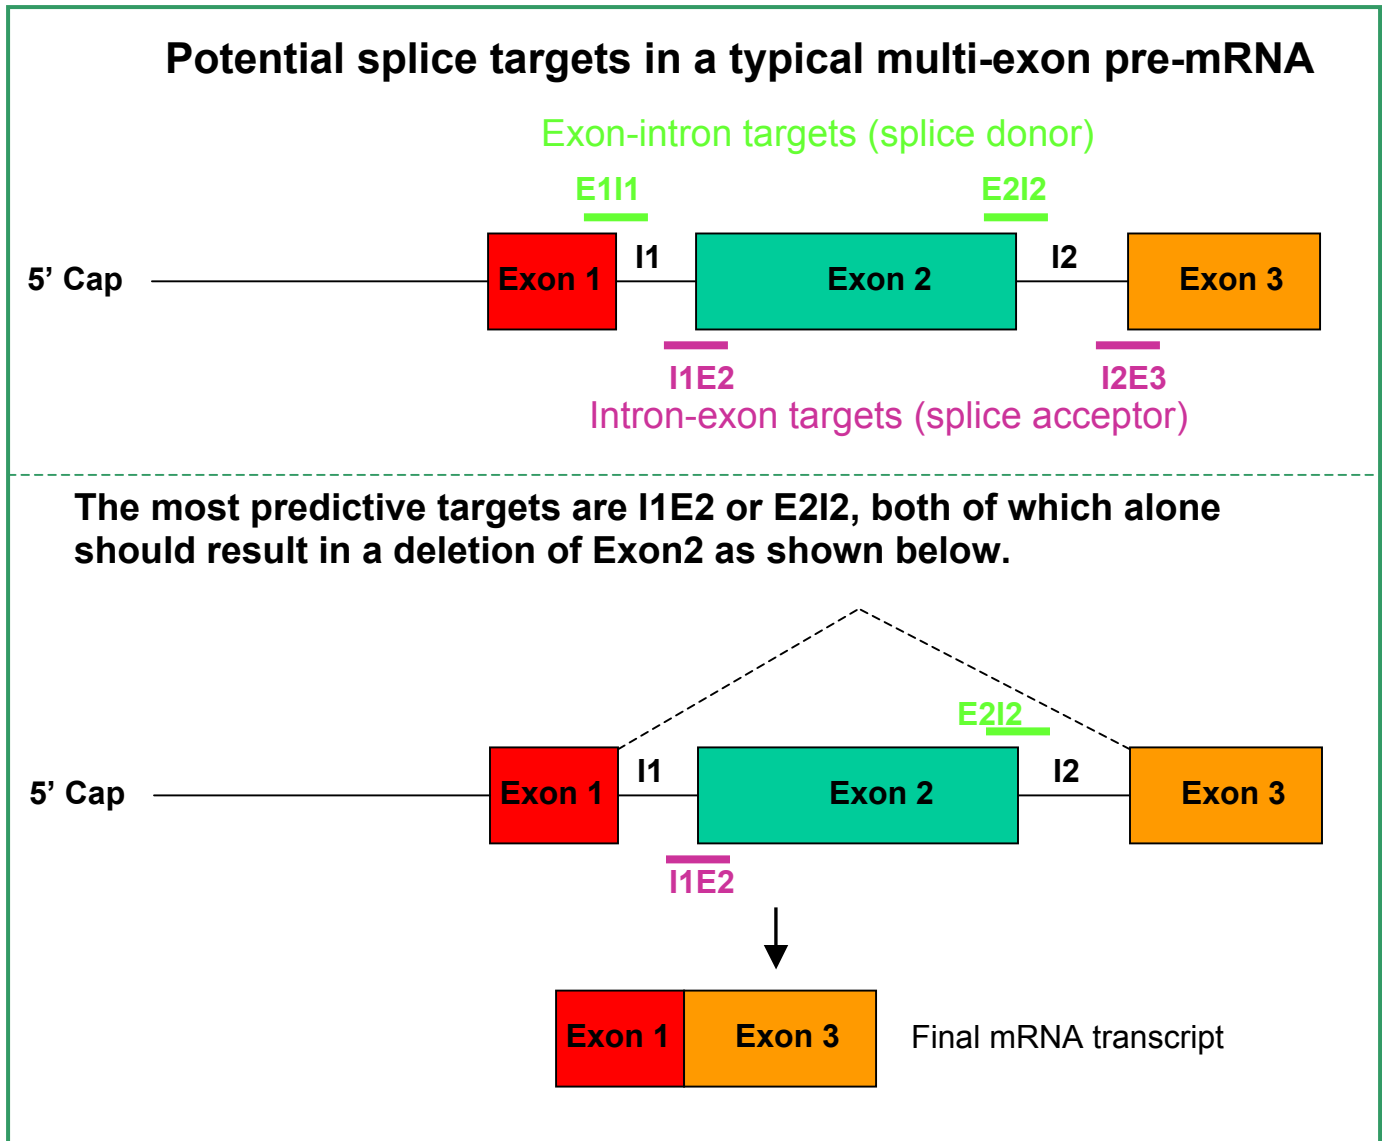 Potential splice targets in a typical multi-exon pre-mRNA
Exon-intron targets (splice donor)
E1I1
E2I2
5’ Cap
Exon 1
I1
Exon 2
I2
Exon 3
I1E2
I2E3
Intron-exon targets (splice acceptor)
The most predictive targets are I1E2 or E2I2, both of which alone
should result in a deletion of Exon2 as shown below.
E2I2
5’ Cap
Exon 1
I1
Exon 2
I2
Exon 3
I1E2
Exon 1
Exon 3
Final mRNA transcript